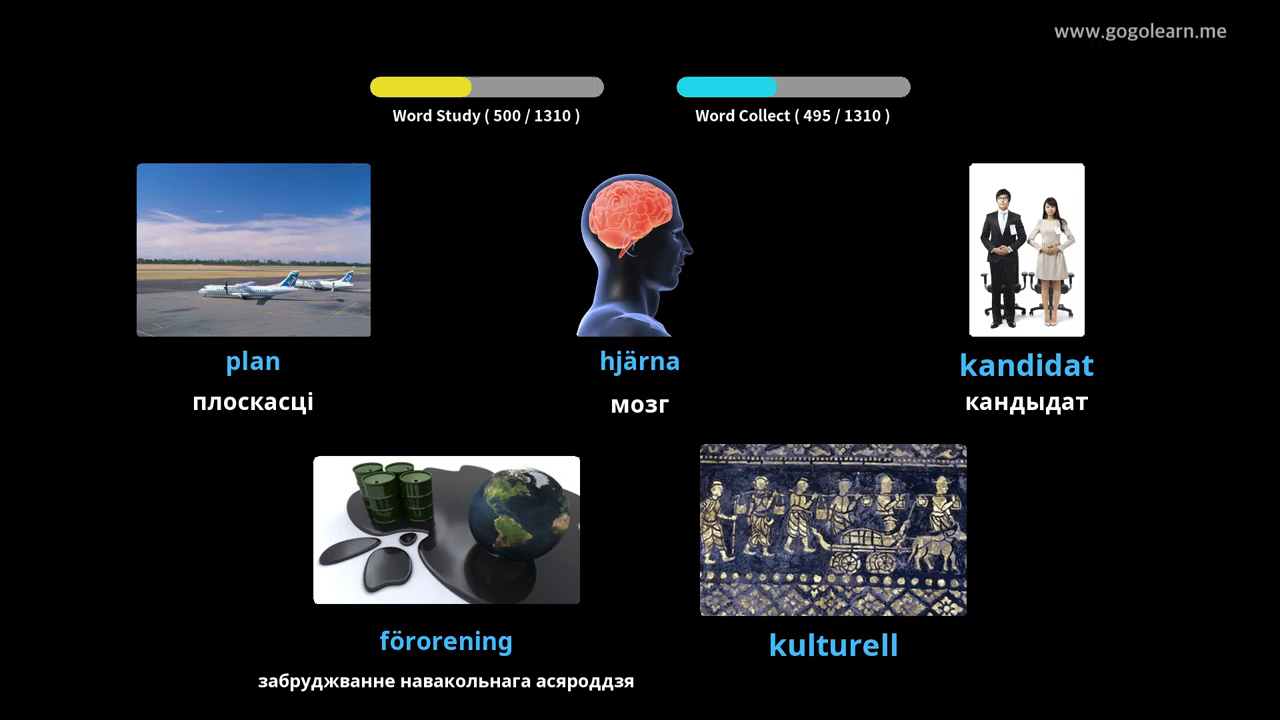 www.gogolearn.me
Word Study ( 500 / 1310 )
Word Collect ( 495 / 1310 )
plan
плоскасці
hjärna
мозг
kandidat
кандыдат
förorening
забруджванне навакольнага асяроддзя
kulturell